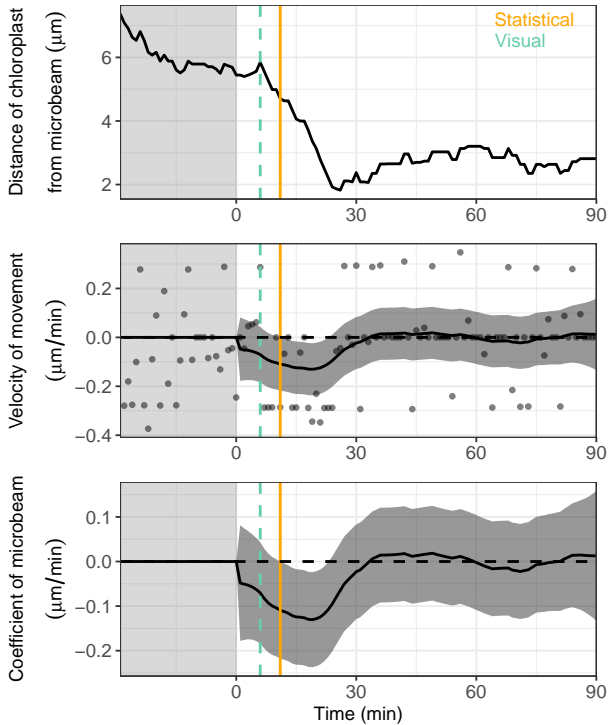 Distance of chloroplast
from microbeam (μm)
6
4
2
Statistical
Visual
0
30
60
90
Velocity of movement
(μm/min)
0.2
0.0
−0.2
−0.4
0
30
60
90
Coefficient of microbeam
(μm/min)
0.1
0.0
−0.1
−0.2
0
30
60
90
Time (min)